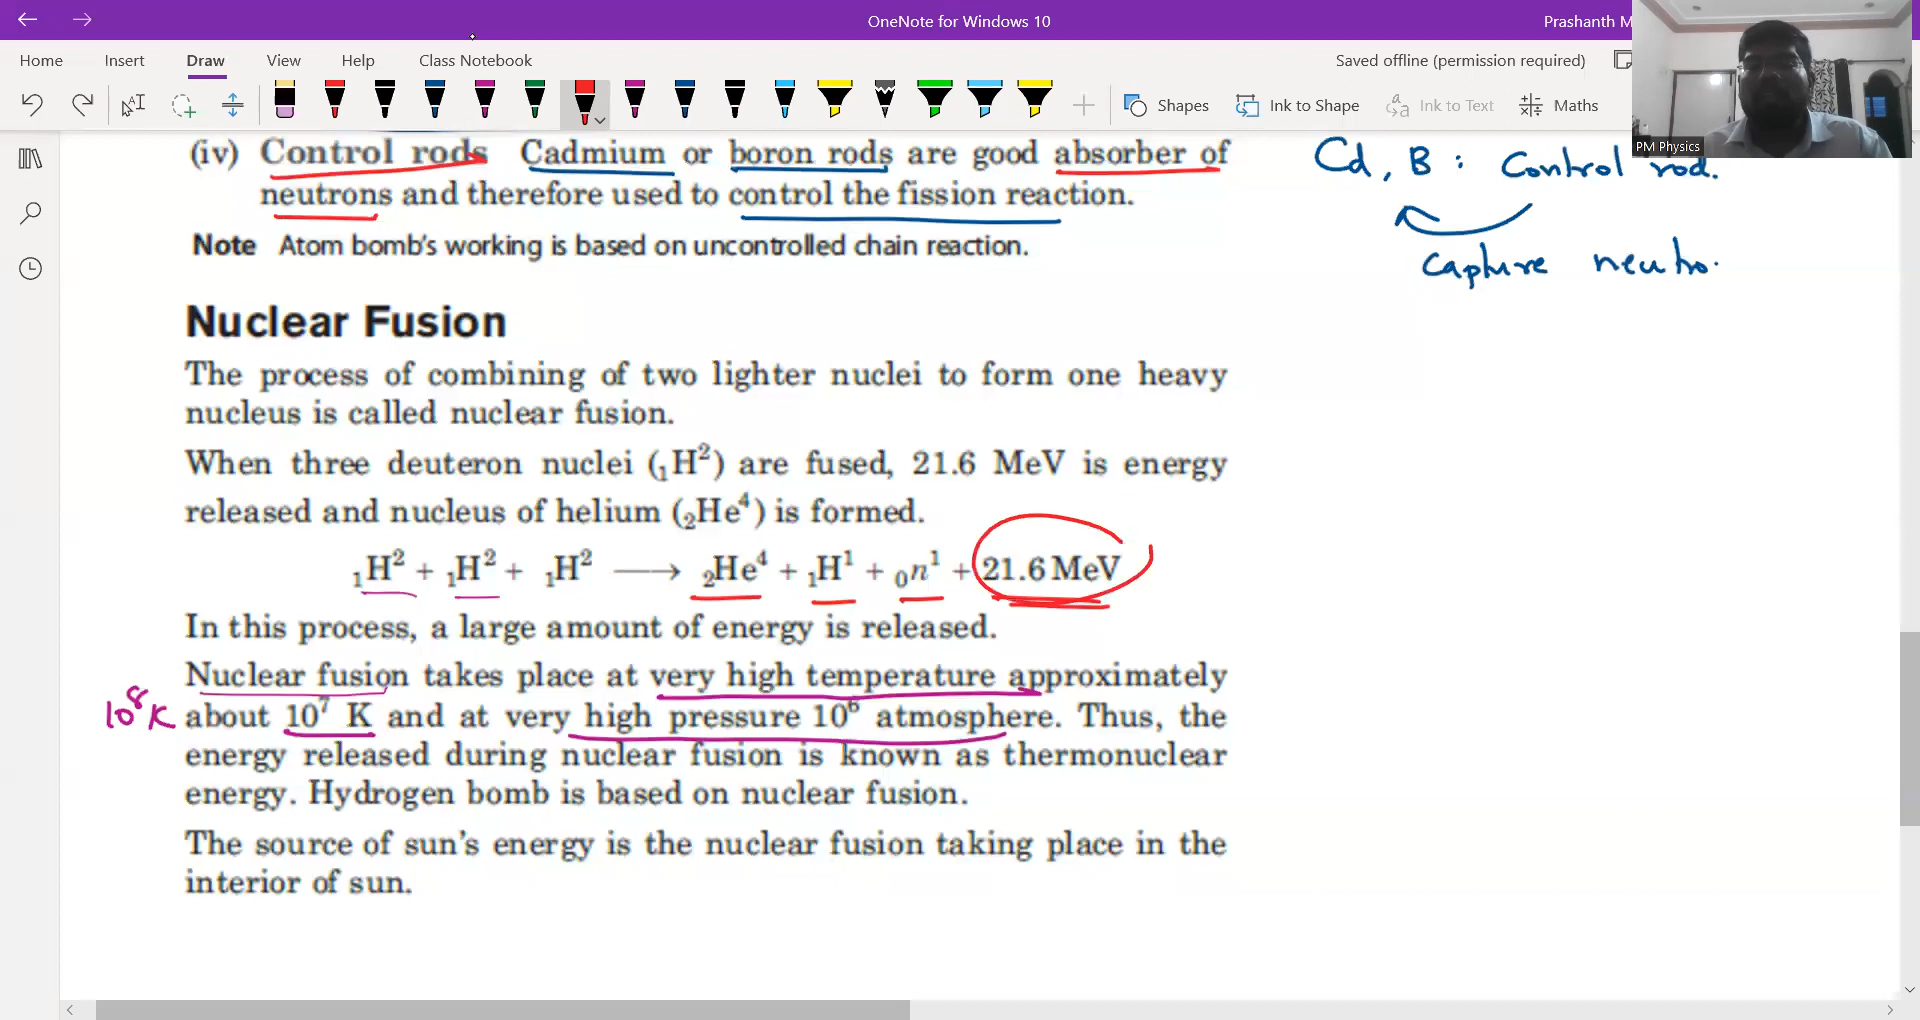 OneNote for Windows 10
Prashanth M
Home Insert Draw View Help Class Notebook
Saved offline (permission required)
Shapes Ink to Shape Ink to Text Maths
PM Physics
(iv) Control rods Cadmium or boron rods are good absorber of
neutrons and therefore used to control the fission reaction.
Cd, B : Control rod.
capture neutro.
Note Atom bomb's working is based on uncontrolled chain reaction.
Nuclear Fusion
The process of combining of two lighter nuclei to form one heavy
nucleus is called nuclear fusion.
When three deuteron nuclei (₁H²) are fused, 21.6 MeV is energy
released and nucleus of helium (₂He⁴) is formed.
₁H² + ₁H² + ₁H² ⟶ ₂He⁴ + ₁H¹ + ₀n¹ + 21.6 MeV
In this process, a large amount of energy is released.
Nuclear fusion takes place at very high temperature approximately
10⁸ K
about 10⁷ K and at very high pressure 10⁶ atmosphere. Thus, the
energy released during nuclear fusion is known as thermonuclear
energy. Hydrogen bomb is based on nuclear fusion.
The source of sun's energy is the nuclear fusion taking place in the
interior of sun.